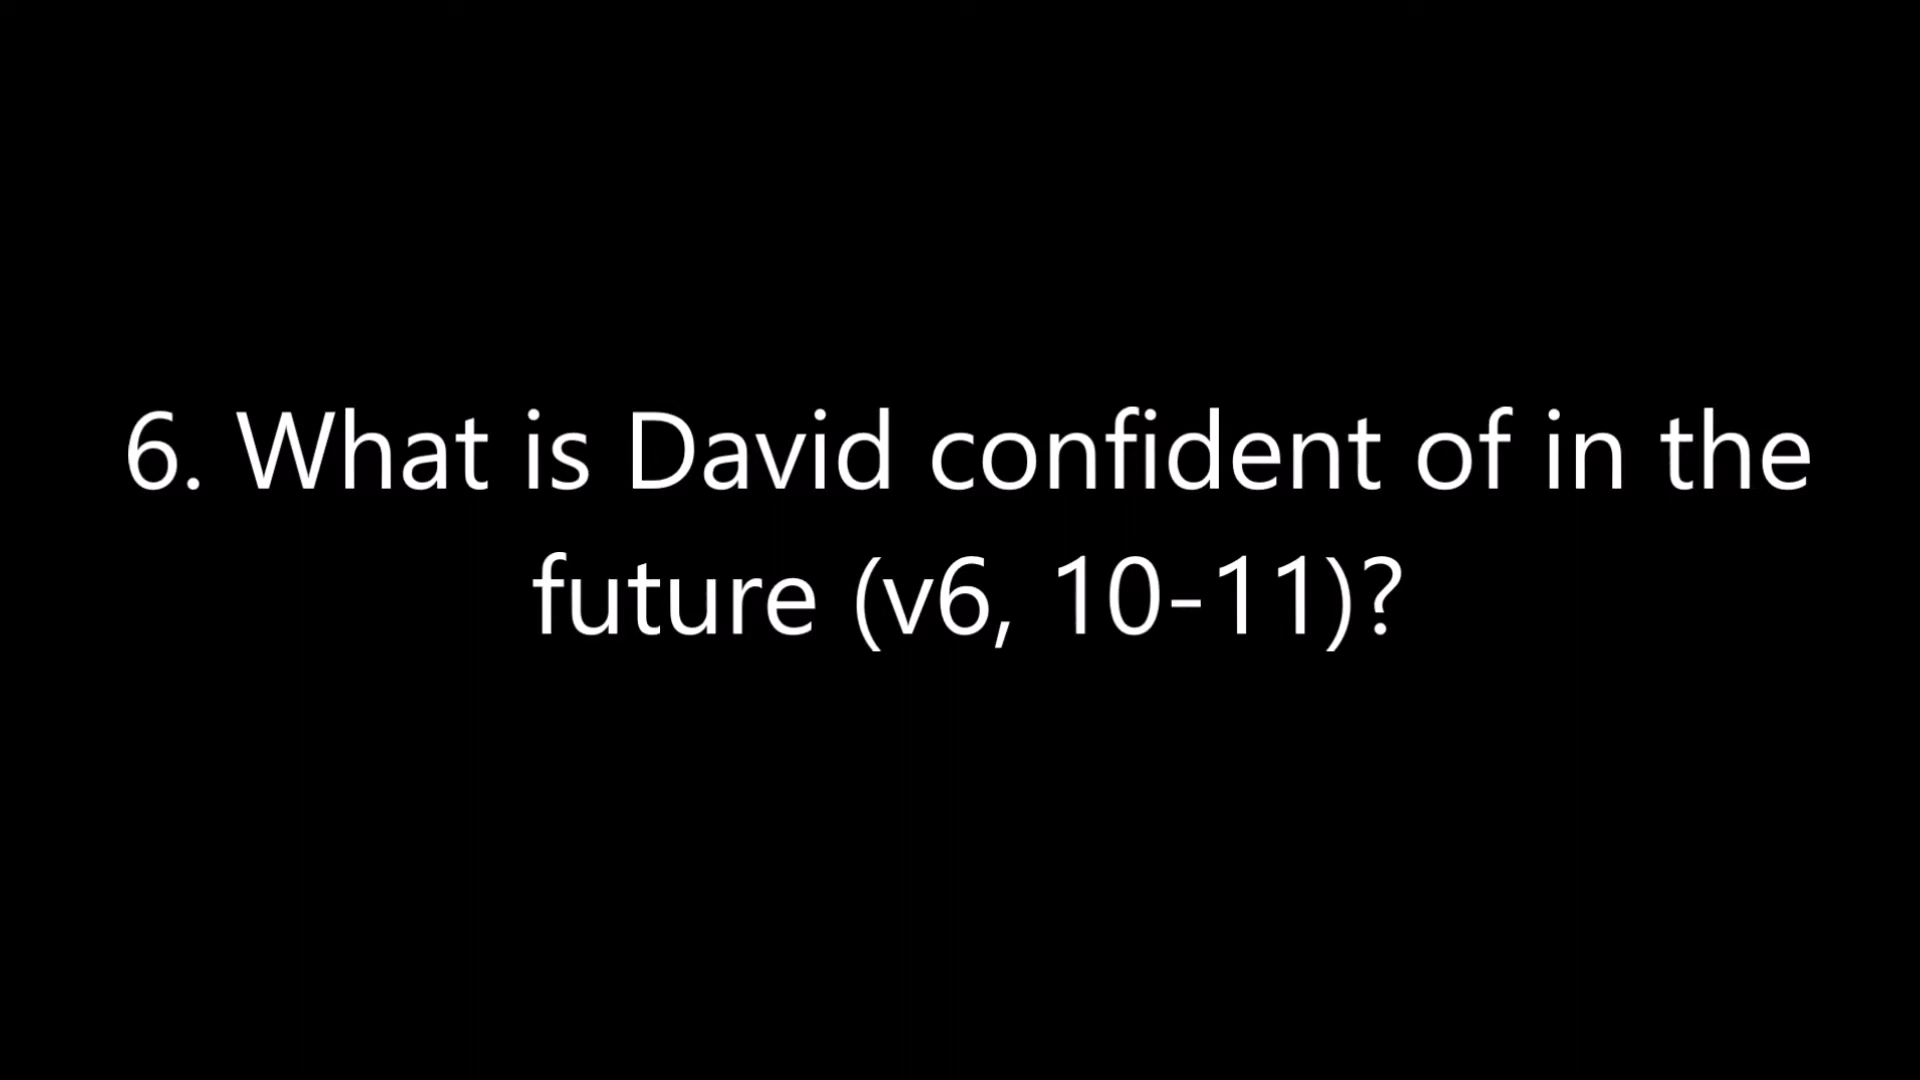 6. What is David confident of in the
future (v6, 10-11)?